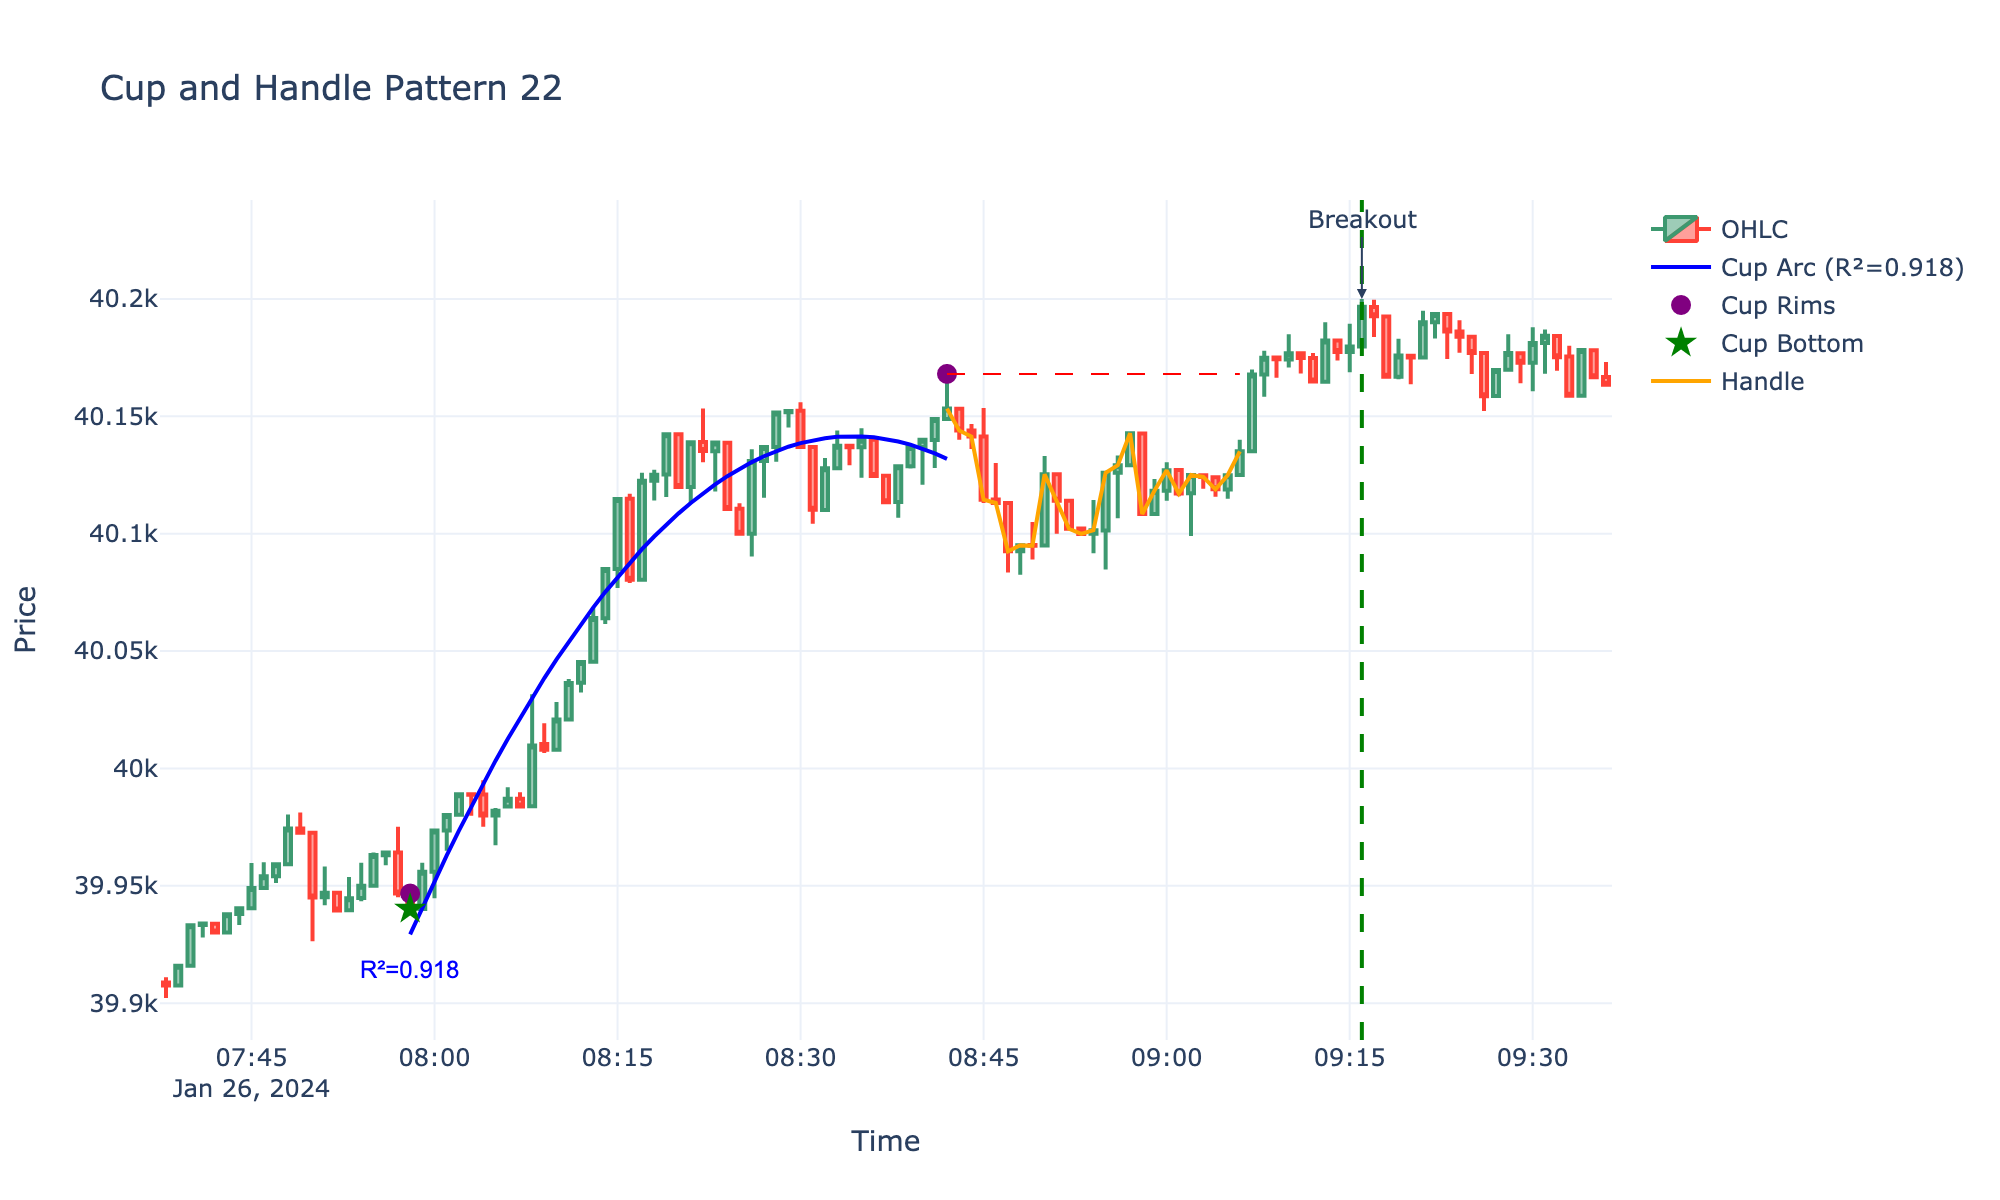 Cup and Handle Pattern 22
Breakout
OHLC
Cup Arc (R²=0.918)
Cup Rims
Cup Bottom
Handle
40.2k
40.15k
40.1k
40.05k
40k
39.95k
39.9k
Price
R²=0.918
07:45
08:00
08:15
08:30
08:45
09:00
09:15
09:30
Jan 26, 2024
Time